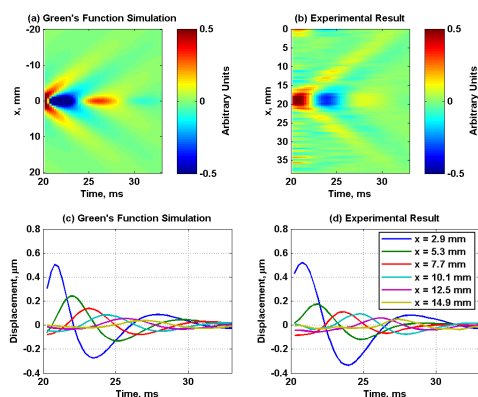 (a) Green's Function Simulation
x, mm
-20
-10
0
10
20
20 25 30
Time, ms
0.5
0
-0.5
Arbitrary Units
(b) Experimental Result
x, mm
0
5
10
15
20
25
30
35
20 25 30
Time, ms
0.5
0
-0.5
Arbitrary Units
(c) Green's Function Simulation
Displacement, μm
0.8
0.6
0.4
0.2
0
-0.2
-0.4
20 25 30
Time, ms
(d) Experimental Result
Displacement, μm
0.8
0.6
0.4
0.2
0
-0.2
-0.4
20 25 30
Time, ms
x = 2.9 mm
x = 5.3 mm
x = 7.7 mm
x = 10.1 mm
x = 12.5 mm
x = 14.9 mm